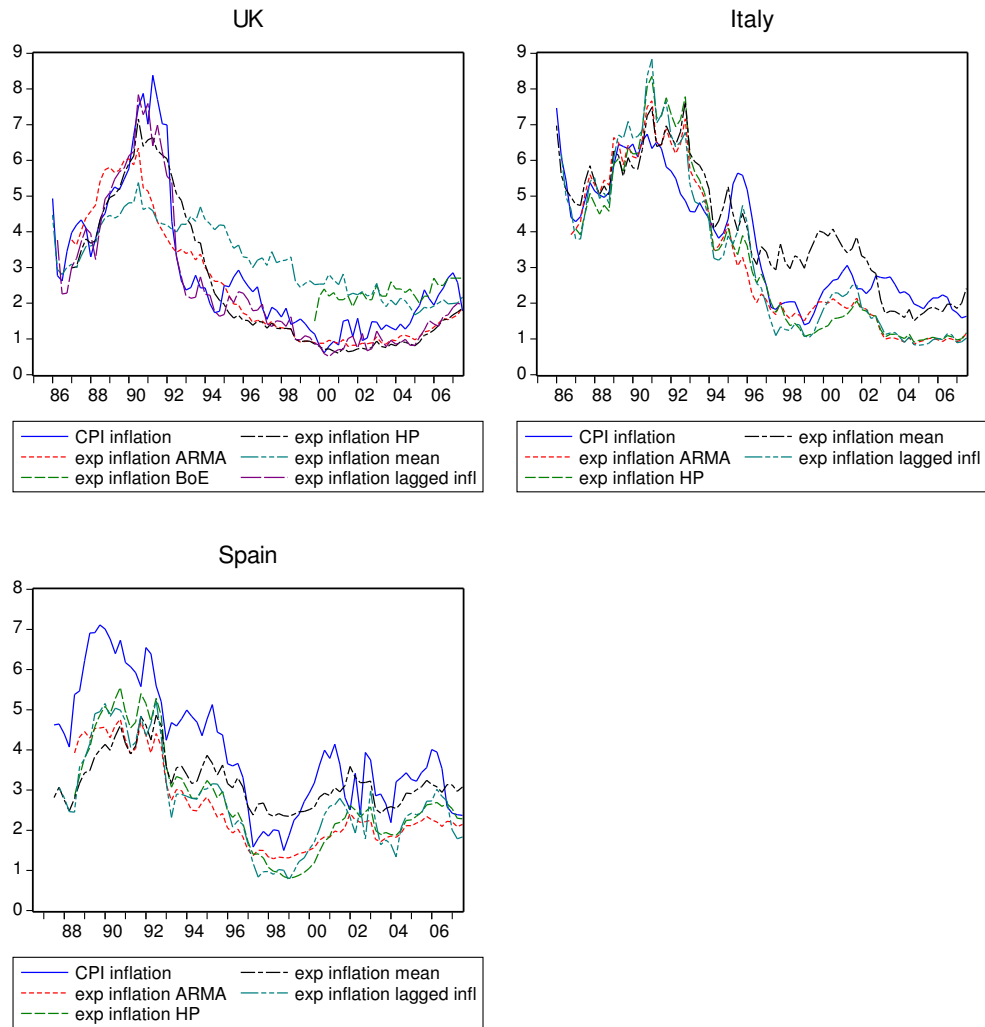 UK
9
8
7
6
5
4
3
2
1
0
86 88 90 92 94 96 98 00 02 04 06
CPI inflation
exp inflation ARMA
exp inflation BoE
exp inflation HP
exp inflation mean
exp inflation lagged infl
Italy
9
8
7
6
5
4
3
2
1
0
86 88 90 92 94 96 98 00 02 04 06
CPI inflation
exp inflation ARMA
exp inflation HP
exp inflation mean
exp inflation lagged infl
Spain
8
7
6
5
4
3
2
1
0
88 90 92 94 96 98 00 02 04 06
CPI inflation
exp inflation ARMA
exp inflation HP
exp inflation mean
exp inflation lagged infl